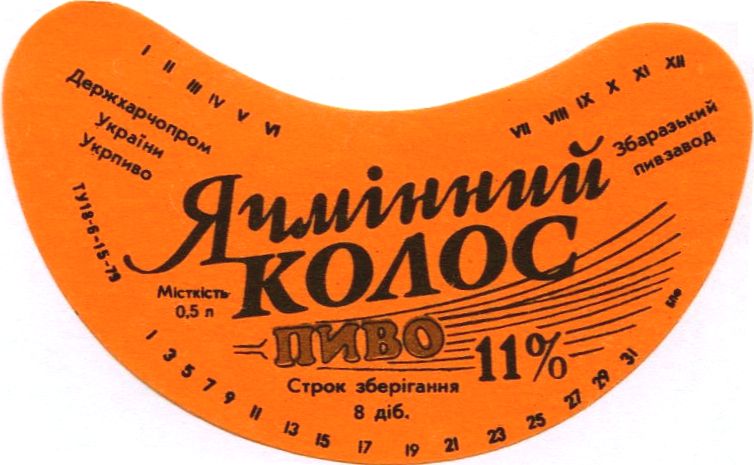 I II III IV V VI
VII VIII IX X XI XII
Держхарчопром
України
Укрпиво
Збаразький
пивзавод
ТУ18-6-15-79
Ячмінний
КОЛОС
Місткість
0,5 л
ПИВО
11%
Строк зберігання
8 діб.
1 3 5 7 9 11 13 15 17 19 21 23 25 27 29 31